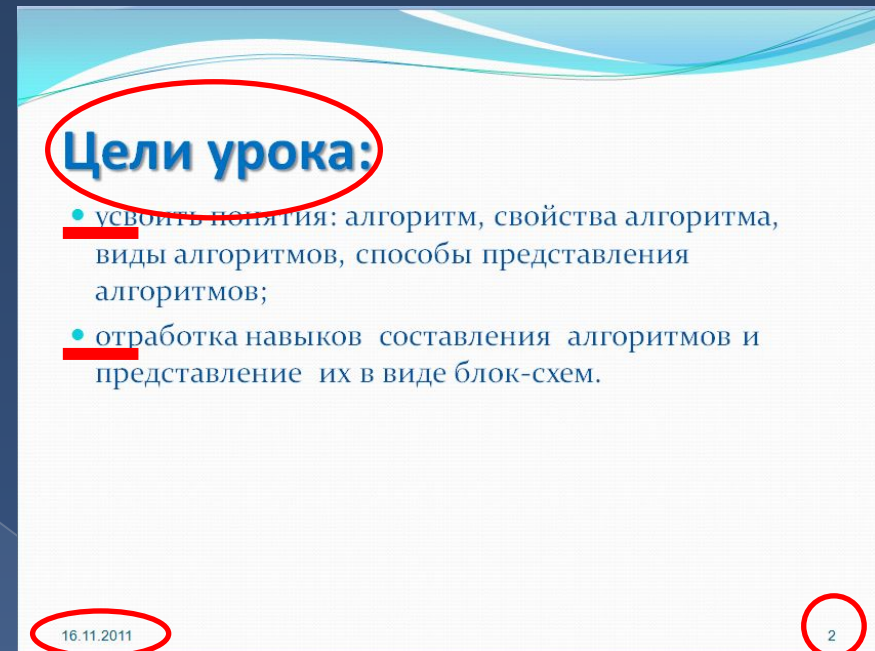 Цели урока:
• усвоить понятия: алгоритм, свойства алгоритма,
виды алгоритмов, способы представления
алгоритмов;
• отработка навыков составления алгоритмов и
представление их в виде блок-схем.
16.11.2011
2